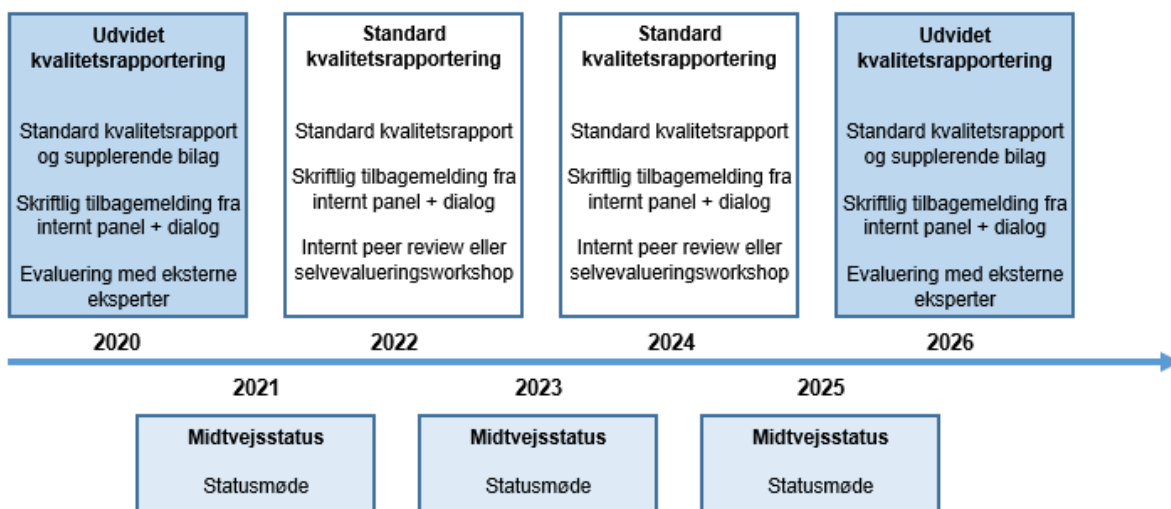 Udvidet
kvalitetsrapportering
Standard kvalitetsrapport
og supplerende bilag
Skriftlig tilbagemelding fra
internt panel + dialog
Evaluering med eksterne
eksperter
Standard
kvalitetsrapportering
Standard kvalitetsrapport
Skriftlig tilbagemelding fra
internt panel + dialog
Internt peer review eller
selvevalueringsworkshop
Standard
kvalitetsrapportering
Standard kvalitetsrapport
Skriftlig tilbagemelding fra
internt panel + dialog
Internt peer review eller
selvevalueringsworkshop
Udvidet
kvalitetsrapportering
Standard kvalitetsrapport
og supplerende bilag
Skriftlig tilbagemelding fra
internt panel + dialog
Evaluering med eksterne
eksperter
2020
2022
2024
2026
2021
2023
2025
Midtvejsstatus
Statusmøde
Midtvejsstatus
Statusmøde
Midtvejsstatus
Statusmøde